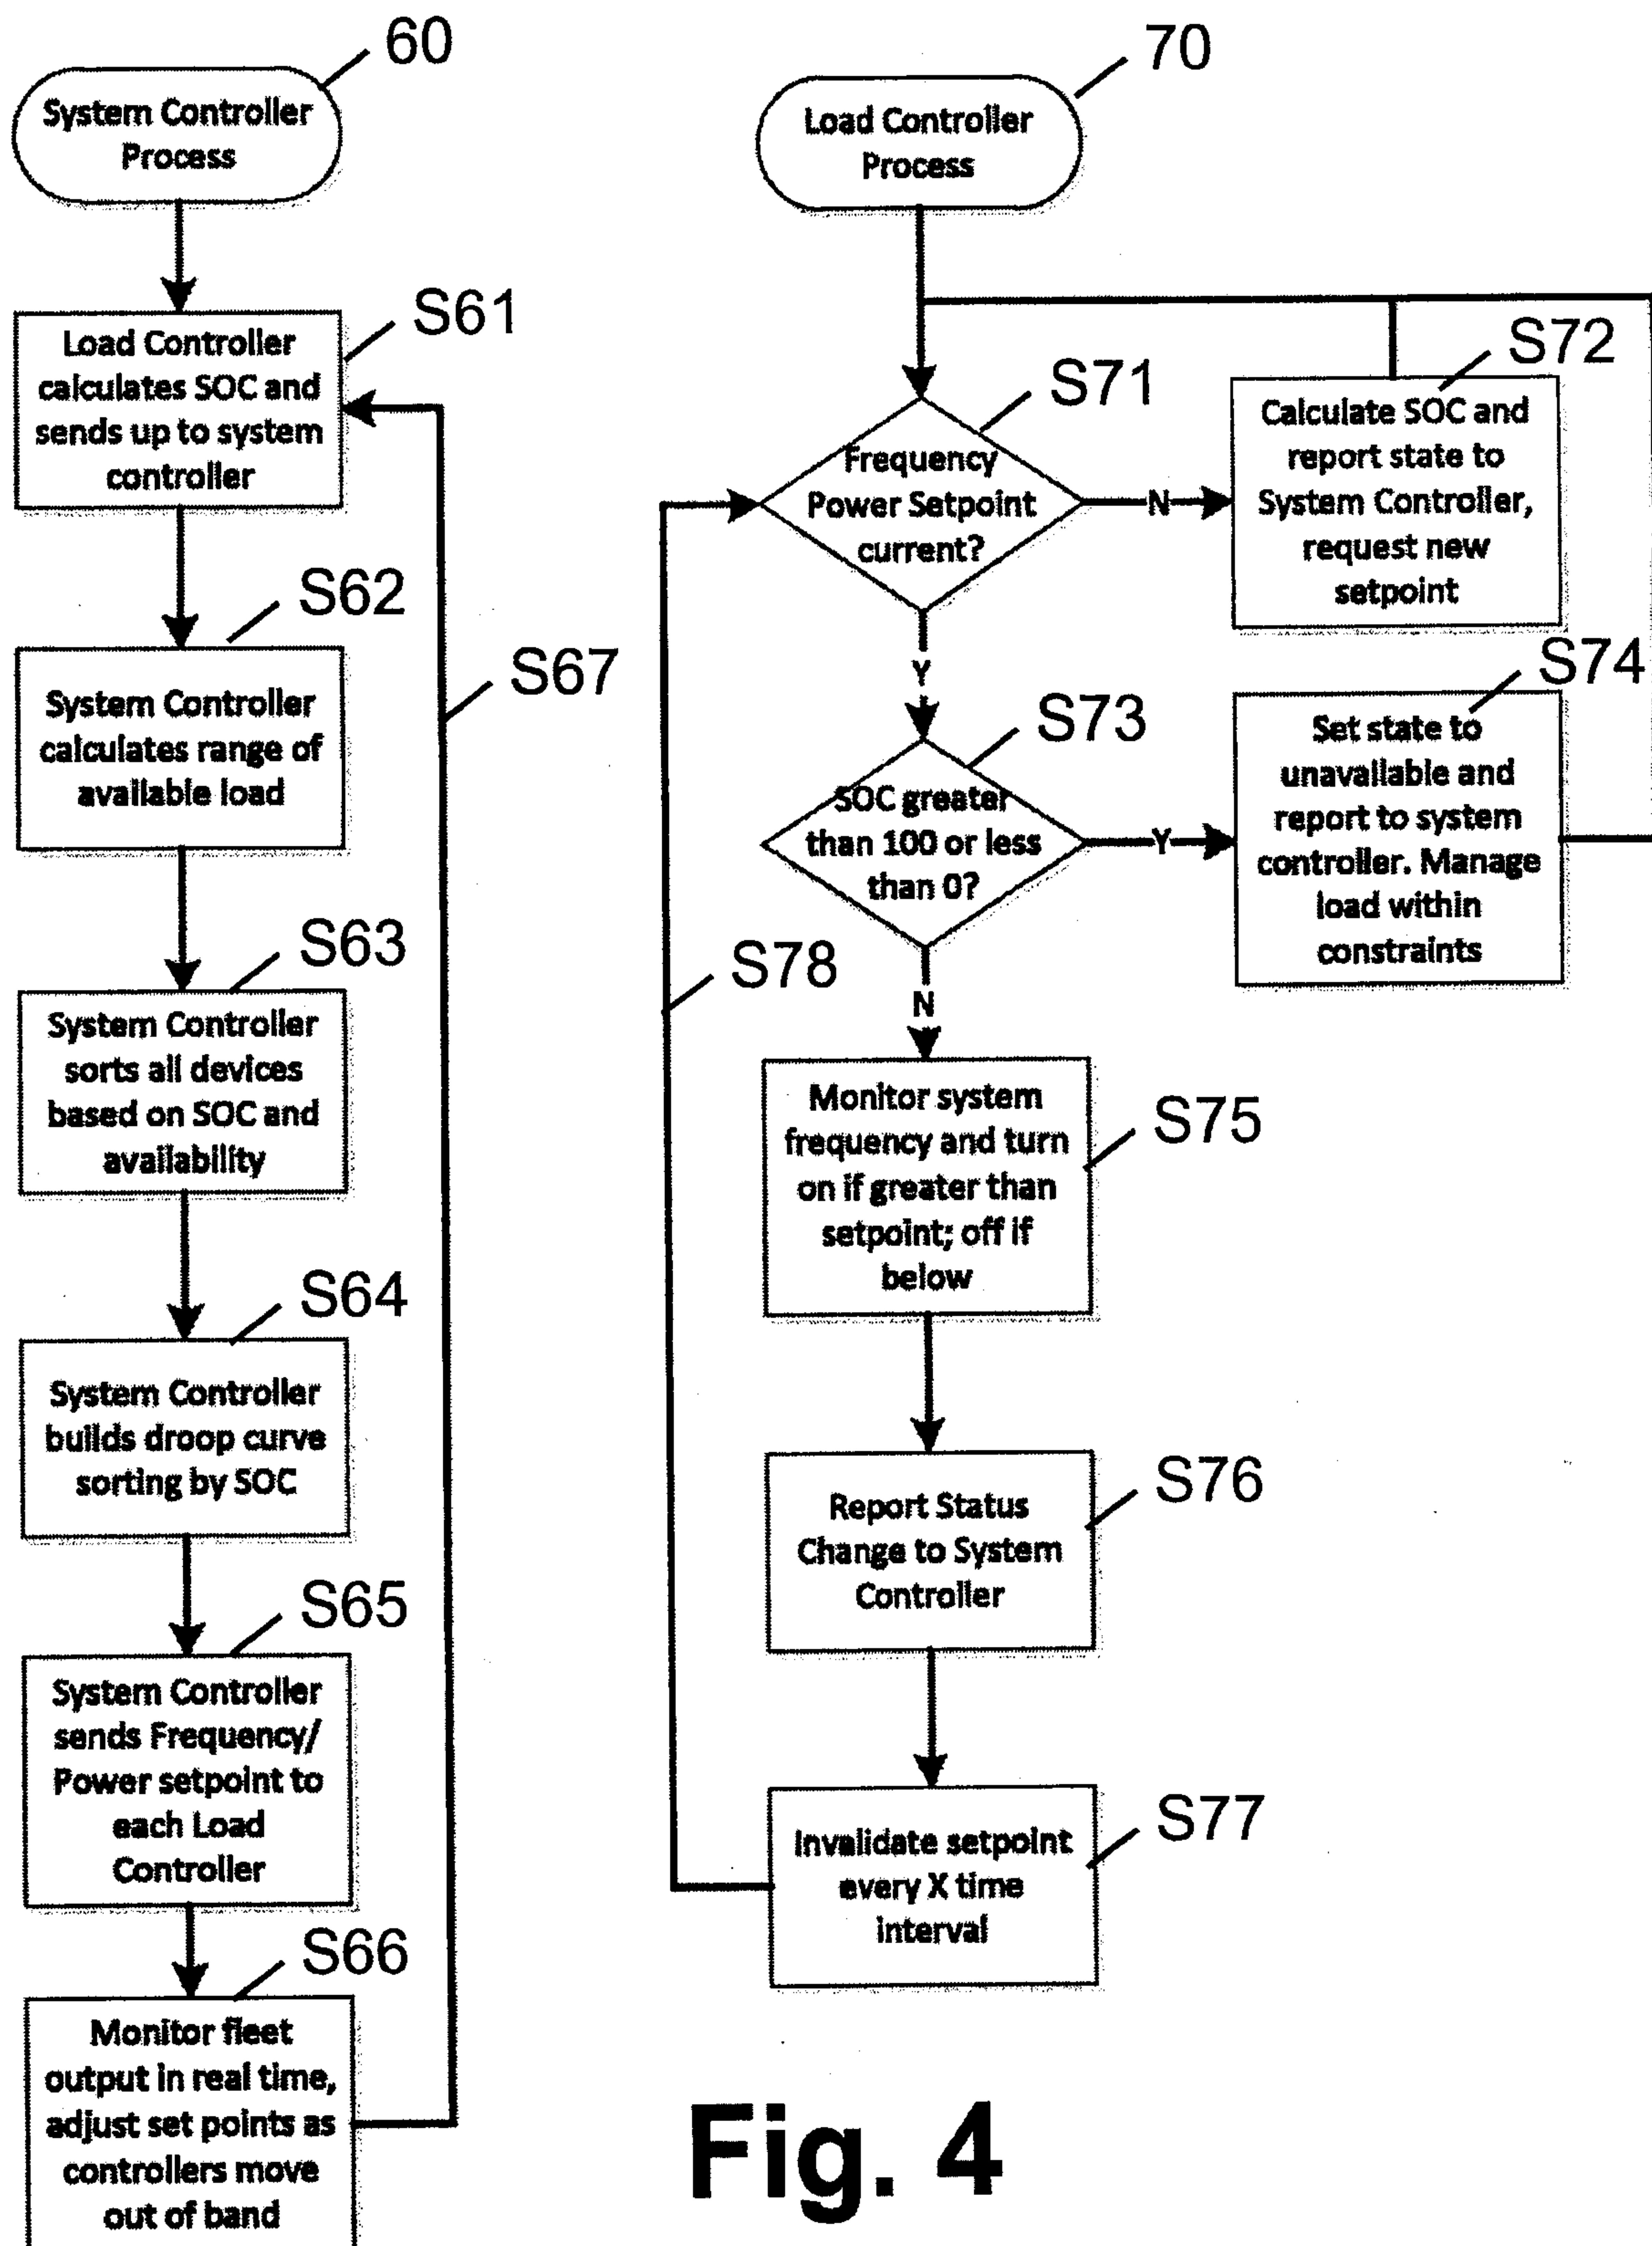 60
System Controller
Process
S61
Load Controller
calculates SOC and
sends up to system
controller
S62
System Controller
calculates range of
available load
S67
S63
System Controller
sorts all devices
based on SOC and
availability
S64
System Controller
builds droop curve
sorting by SOC
S65
System Controller
sends Frequency/
Power setpoint to
each Load
Controller
S66
Monitor fleet
output in real time,
adjust set points as
controllers move
out of band
70
Load Controller
Process
S71
Frequency
Power Setpoint
current?
N
S72
Calculate SOC and
report state to
System Controller,
request new
setpoint
Y
S73
SOC greater
than 100 or less
than 0?
Y
S74
Set state to
unavailable and
report to system
controller. Manage
load within
constraints
N
S78
S75
Monitor system
frequency and turn
on if greater than
setpoint; off if
below
S76
Report Status
Change to System
Controller
S77
Invalidate setpoint
every X time
interval
Fig. 4